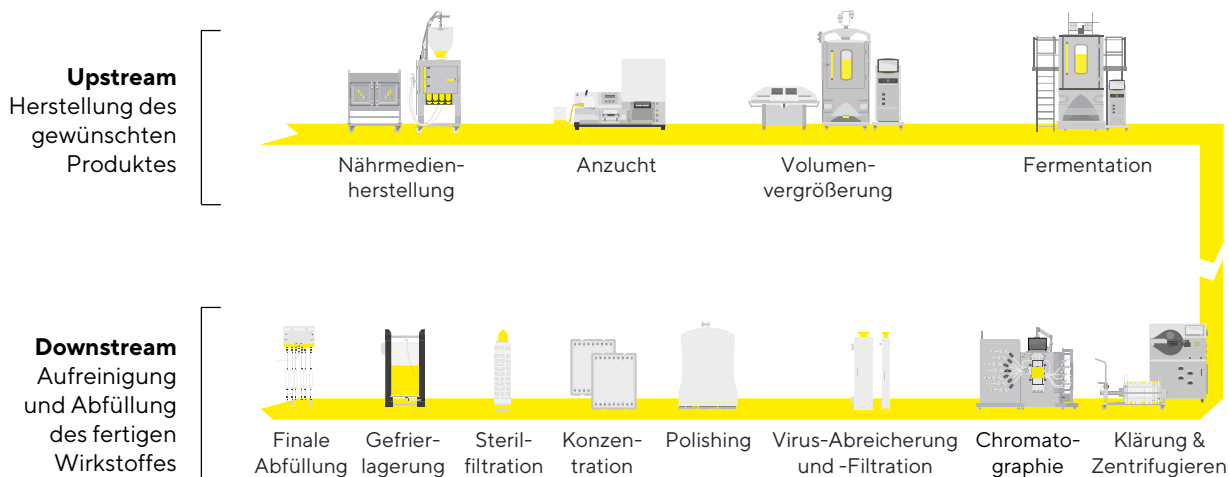 Upstream
Herstellung des
gewünschten
Produktes
Nährmedien-
herstellung
Anzucht
Volumen-
vergrößerung
Fermentation
Downstream
Aufreinigung
und Abfüllung
des fertigen
Wirkstoffes
Finale
Abfüllung
Gefrier-
lagerung
Steril-
filtration
Konzen-
tration
Polishing
Virus-Abreicherung
und -Filtration
Chromato-
graphie
Klärung &
Zentrifugieren